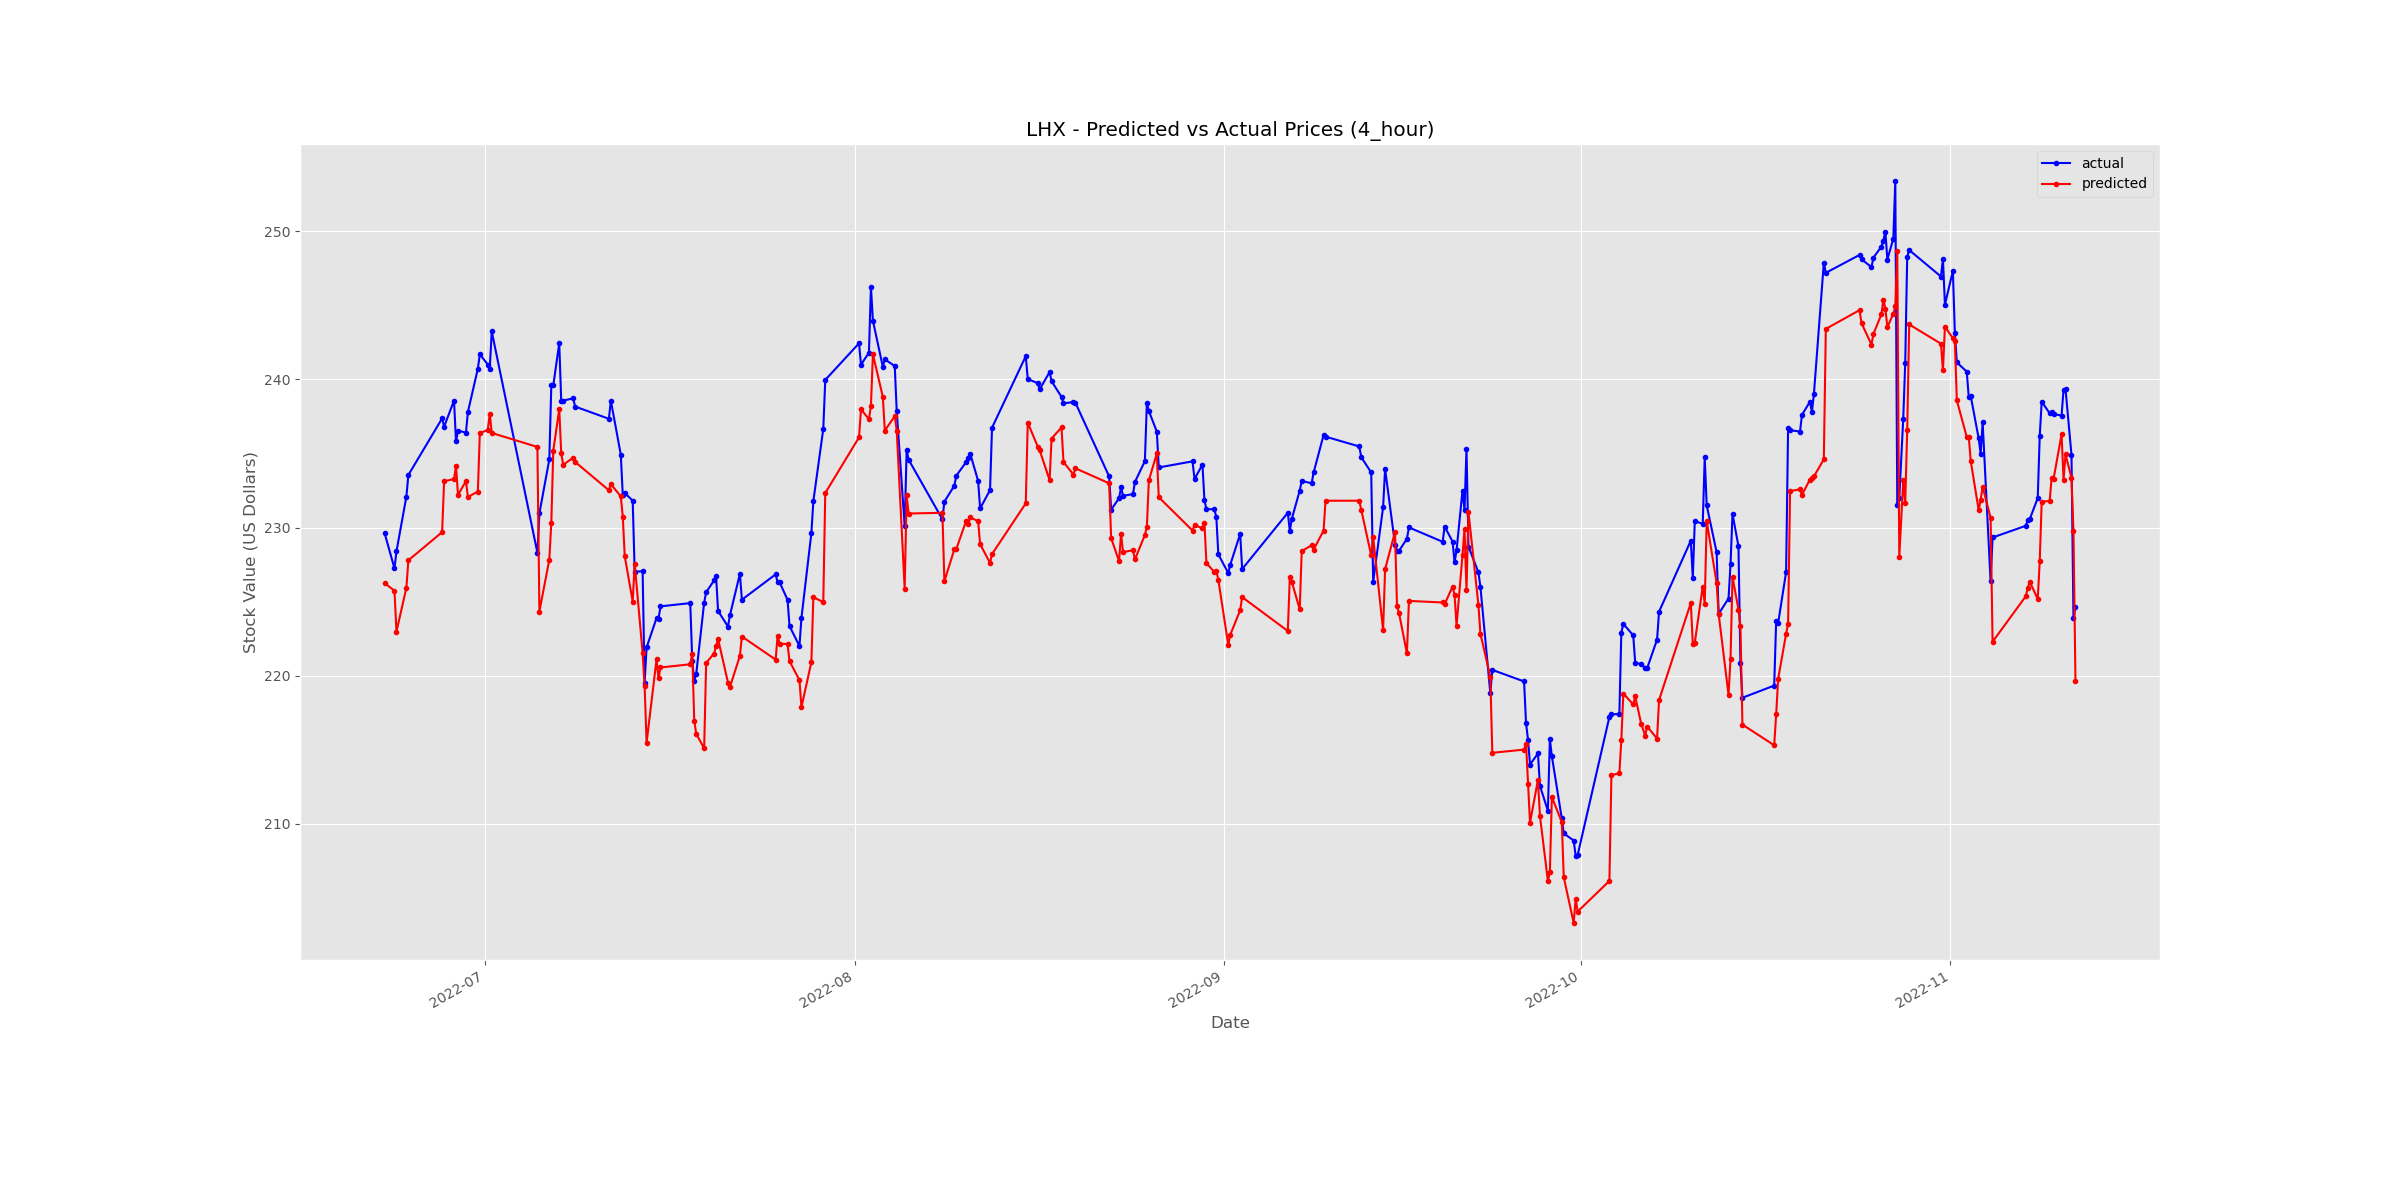 LHX - Predicted vs Actual Prices (4_hour)
actual
predicted
250
240
230
220
210
Stock Value (US Dollars)
2022-07
2022-08
2022-09
2022-10
2022-11
Date